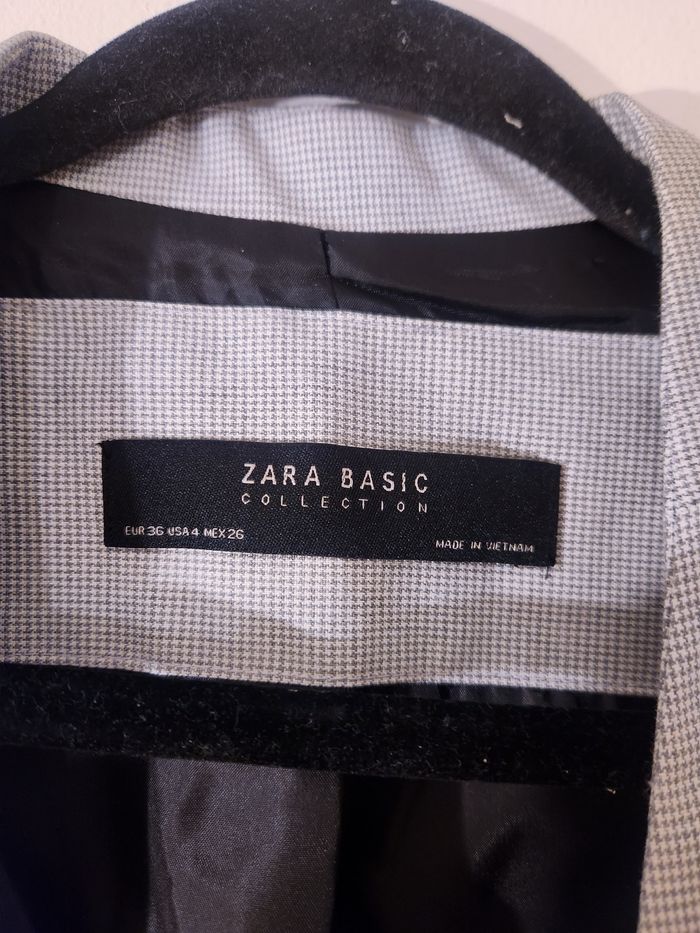 ZARA BASIC
COLLECTION
EUR 36 USA 4 MEX 26
MADE IN VIETNAM